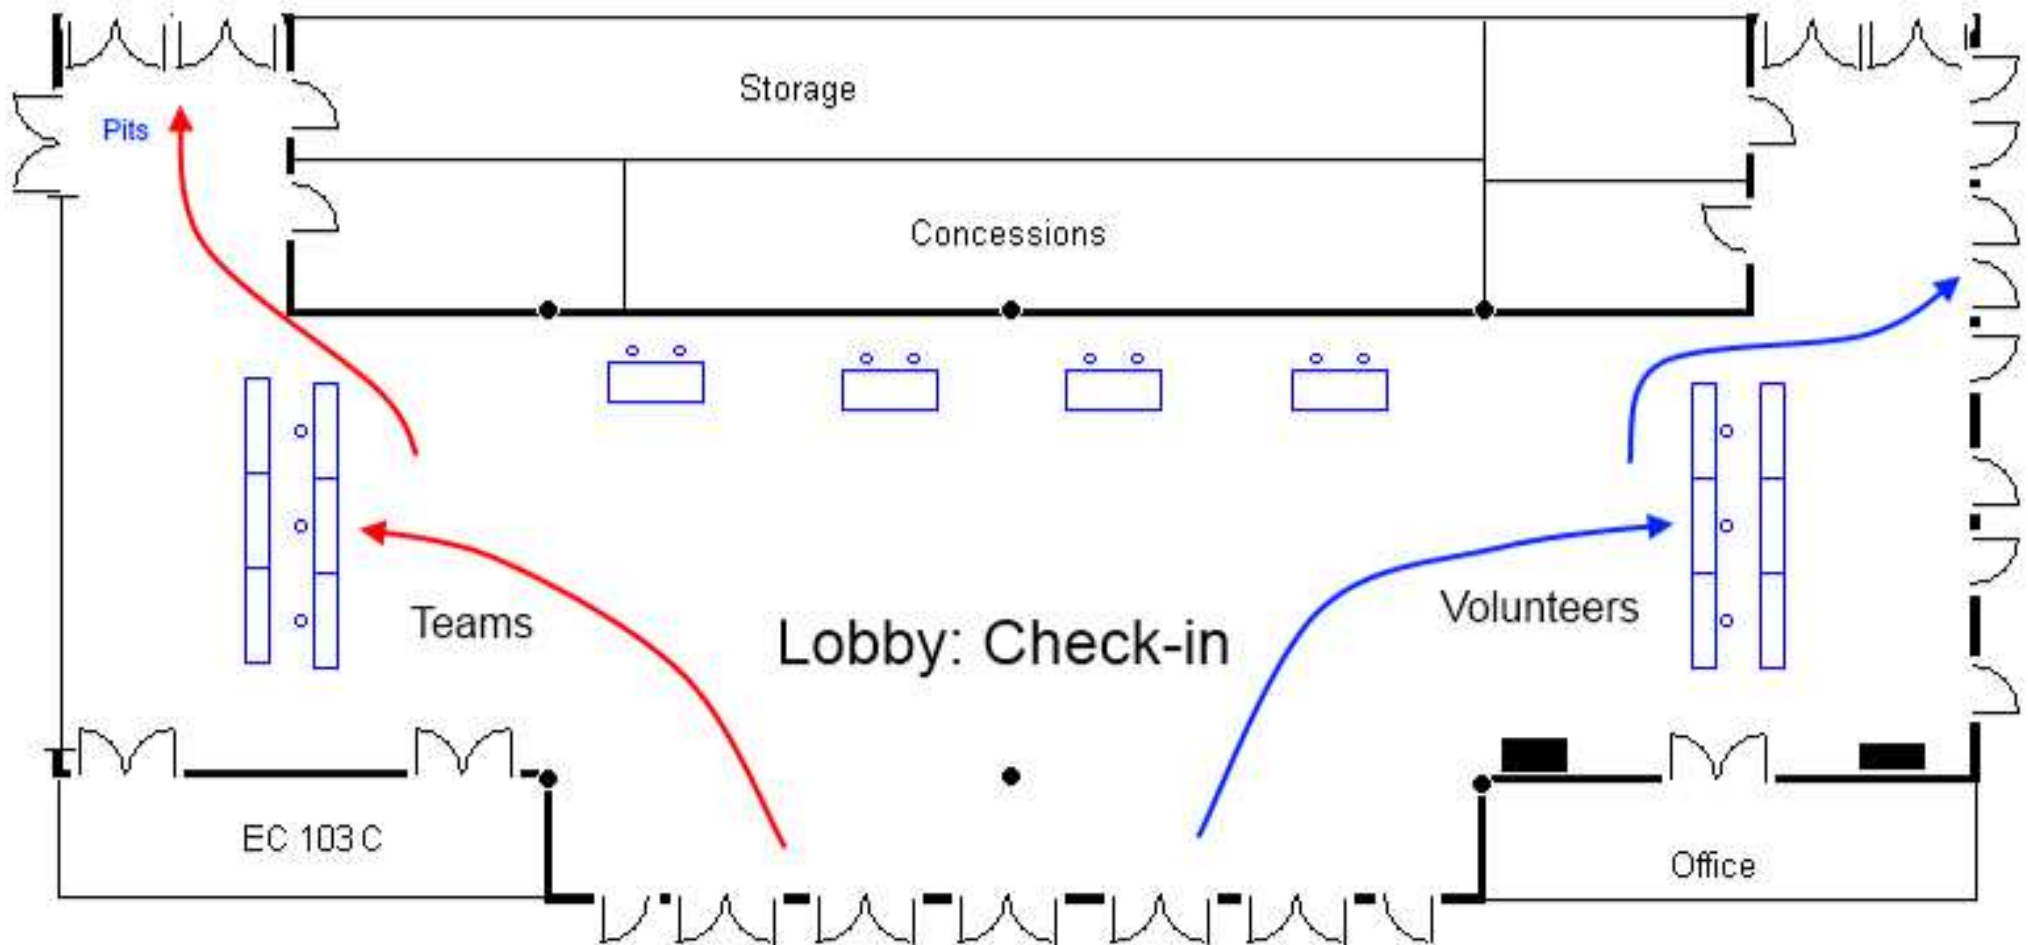 Storage
Pits
Concessions
Teams
Volunteers
Lobby: Check-in
EC 103 C
Office